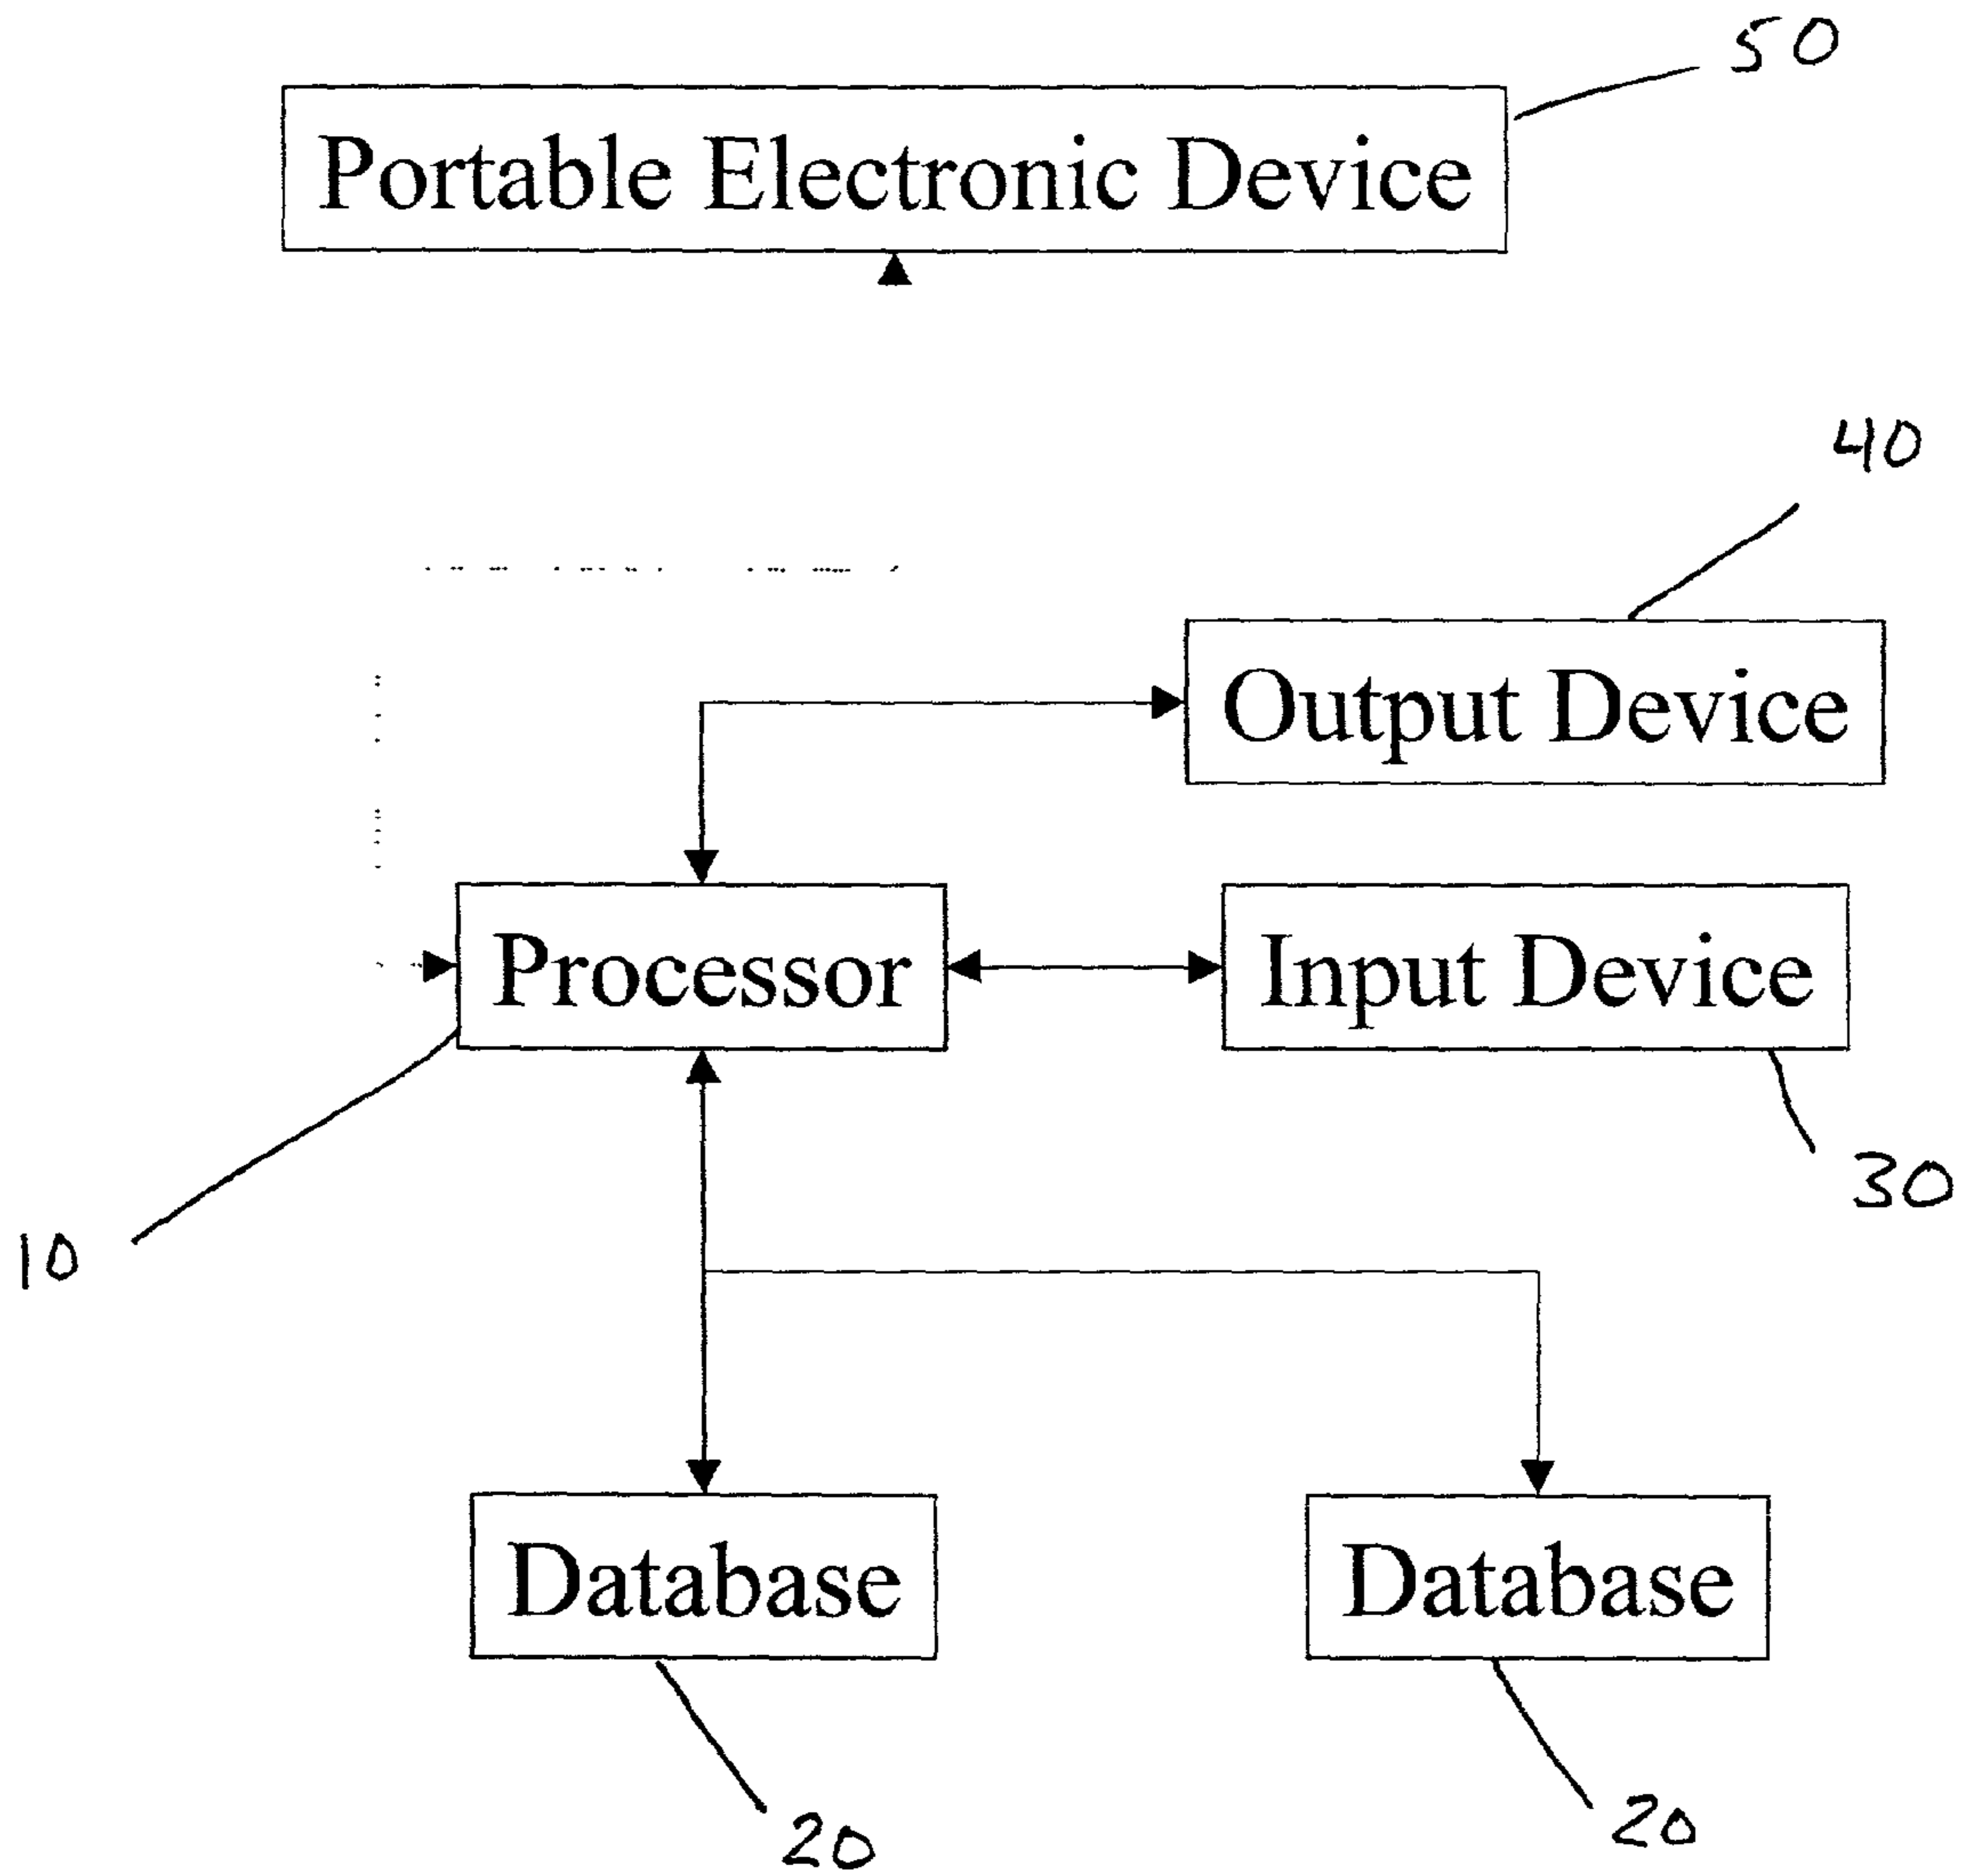 50
Portable Electronic Device
40
Output Device
Processor
Input Device
30
10
Database
Database
20
20